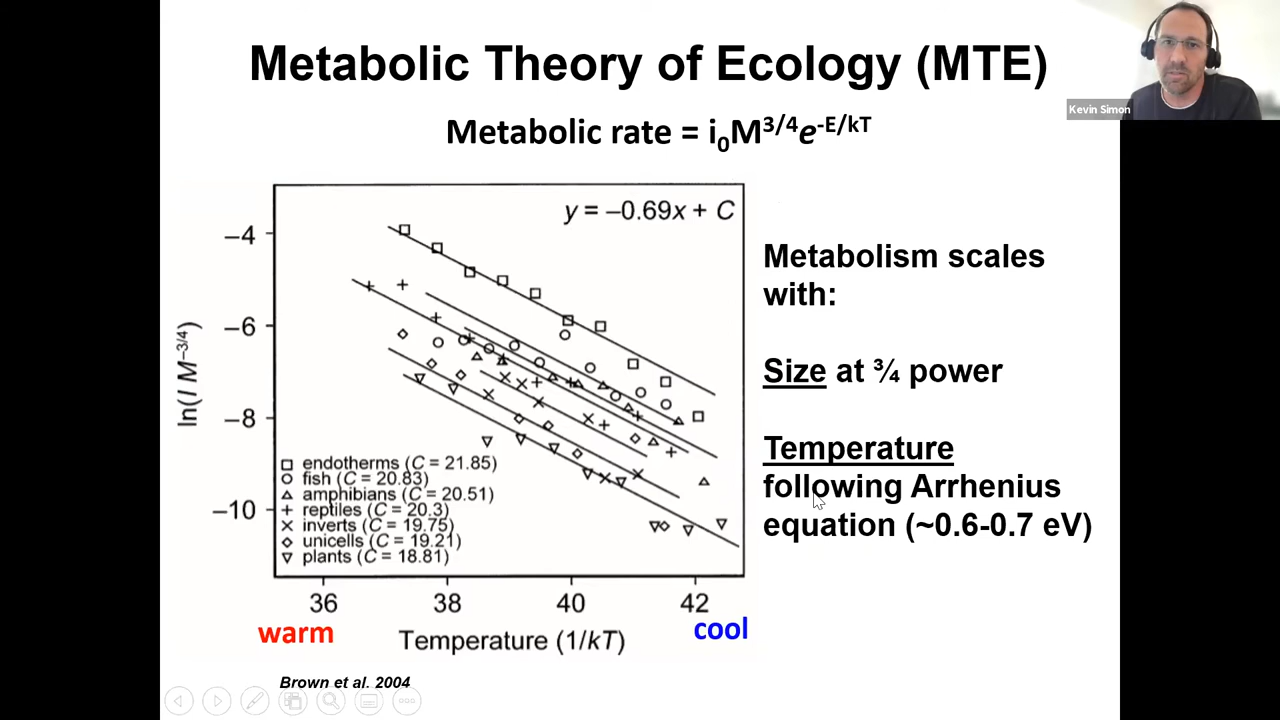 Metabolic Theory of Ecology (MTE)
Kevin Simon
Metabolic rate = i₀M³/⁴e⁻ᴱ/ᵏᵀ
y = –0.69x + C
–4
–6
–8
–10
ln(I M⁻³/⁴)
endotherms (C = 21.85)
fish (C = 20.83)
amphibians (C = 20.51)
reptiles (C = 20.3)
inverts (C = 19.75)
unicells (C = 19.21)
plants (C = 18.81)
36 38 40 42
warm
cool
Temperature (1/kT)
Metabolism scales
with:
Size at ¾ power
Temperature
following Arrhenius
equation (~0.6-0.7 eV)
Brown et al. 2004